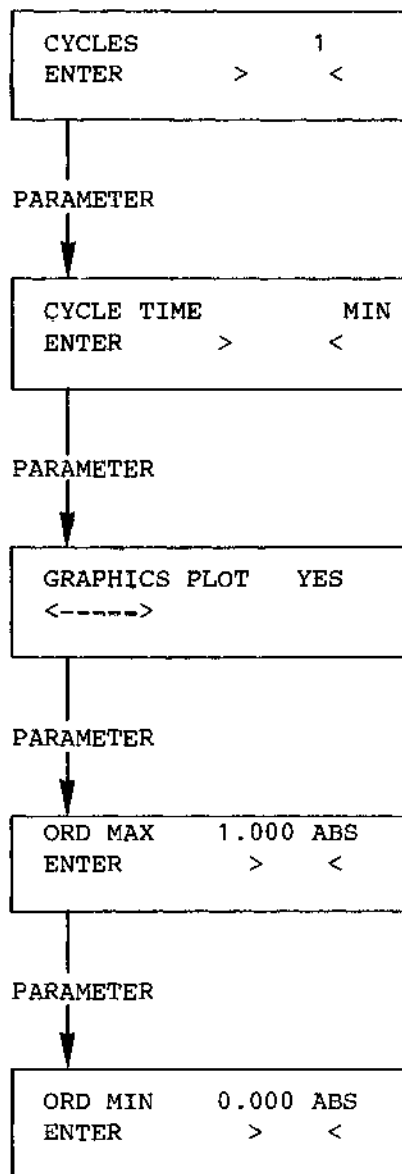 CYCLES 1
ENTER > <
PARAMETER
CYCLE TIME MIN
ENTER > <
PARAMETER
GRAPHICS PLOT YES
<----->
PARAMETER
ORD MAX 1.000 ABS
ENTER > <
PARAMETER
ORD MIN 0.000 ABS
ENTER > <